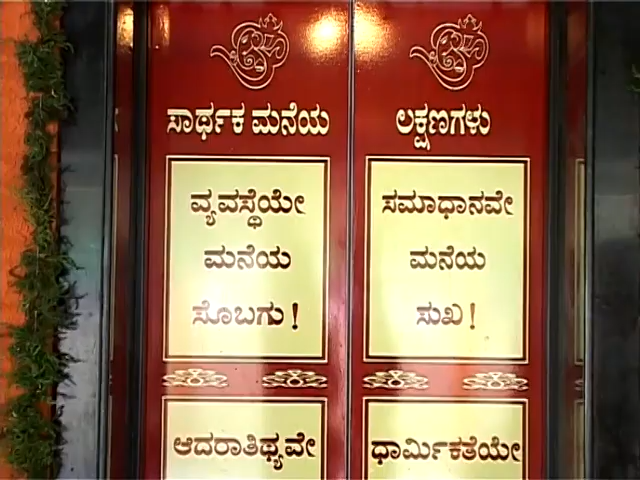 ಸಾರ್ಥಕ ಮನೆಯ ಲಕ್ಷಣಗಳು
ವ್ಯವಸ್ಥೆಯೇ
ಮನೆಯ
ಸೊಬಗು!
ಸಮಾಧಾನವೇ
ಮನೆಯ
ಸುಖ!
ಆದರಾತಿಥ್ಯವೇ
ಧಾರ್ಮಿಕತೆಯೇ